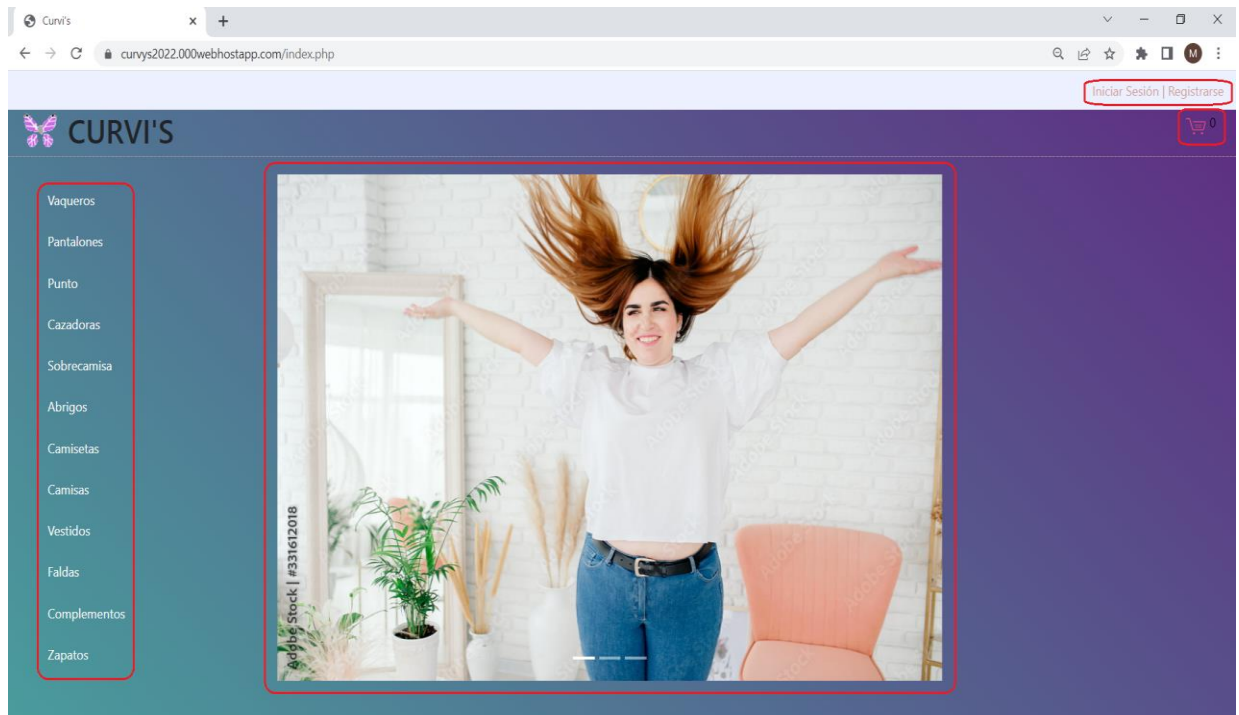 Curvi's
curvys2022.000webhostapp.com/index.php
M
Iniciar Sesión | Registrarse
CURVI'S
0
Vaqueros
Pantalones
Punto
Cazadoras
Sobrecamisa
Abrigos
Camisetas
Camisas
Vestidos
Faldas
Complementos
Zapatos
Adobe Stock | #331612018